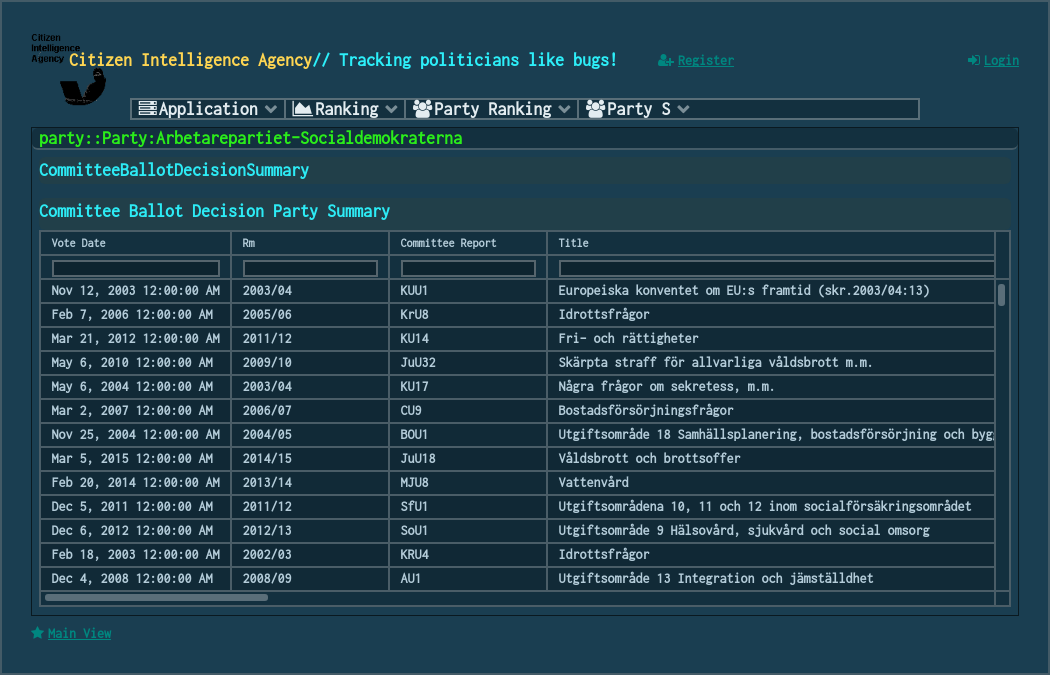 Citizen
Intelligence
Agency
Citizen Intelligence Agency// Tracking politicians like bugs!
Register
Login
Application
Ranking
Party Ranking
Party S
party::Party:Arbetarepartiet-Socialdemokraterna
CommitteeBallotDecisionSummary
Committee Ballot Decision Party Summary
Vote Date Rm Committee Report Title
Nov 12, 2003 12:00:00 AM 2003/04 KUU1 Europeiska konventet om EU:s framtid (skr.2003/04:13)
Feb 7, 2006 12:00:00 AM 2005/06 KrU8 Idrottsfrågor
Mar 21, 2012 12:00:00 AM 2011/12 KU14 Fri- och rättigheter
May 6, 2010 12:00:00 AM 2009/10 JuU32 Skärpta straff för allvarliga våldsbrott m.m.
May 6, 2004 12:00:00 AM 2003/04 KU17 Några frågor om sekretess, m.m.
Mar 2, 2007 12:00:00 AM 2006/07 CU9 Bostadsförsörjningsfrågor
Nov 25, 2004 12:00:00 AM 2004/05 BOU1 Utgiftsområde 18 Samhällsplanering, bostadsförsörjning och byg
Mar 5, 2015 12:00:00 AM 2014/15 JuU18 Våldsbrott och brottsoffer
Feb 20, 2014 12:00:00 AM 2013/14 MJU8 Vattenvård
Dec 5, 2011 12:00:00 AM 2011/12 SfU1 Utgiftsområdena 10, 11 och 12 inom socialförsäkringsområdet
Dec 6, 2012 12:00:00 AM 2012/13 SoU1 Utgiftsområde 9 Hälsovård, sjukvård och social omsorg
Feb 18, 2003 12:00:00 AM 2002/03 KRU4 Idrottsfrågor
Dec 4, 2008 12:00:00 AM 2008/09 AU1 Utgiftsområde 13 Integration och jämställdhet
Main View